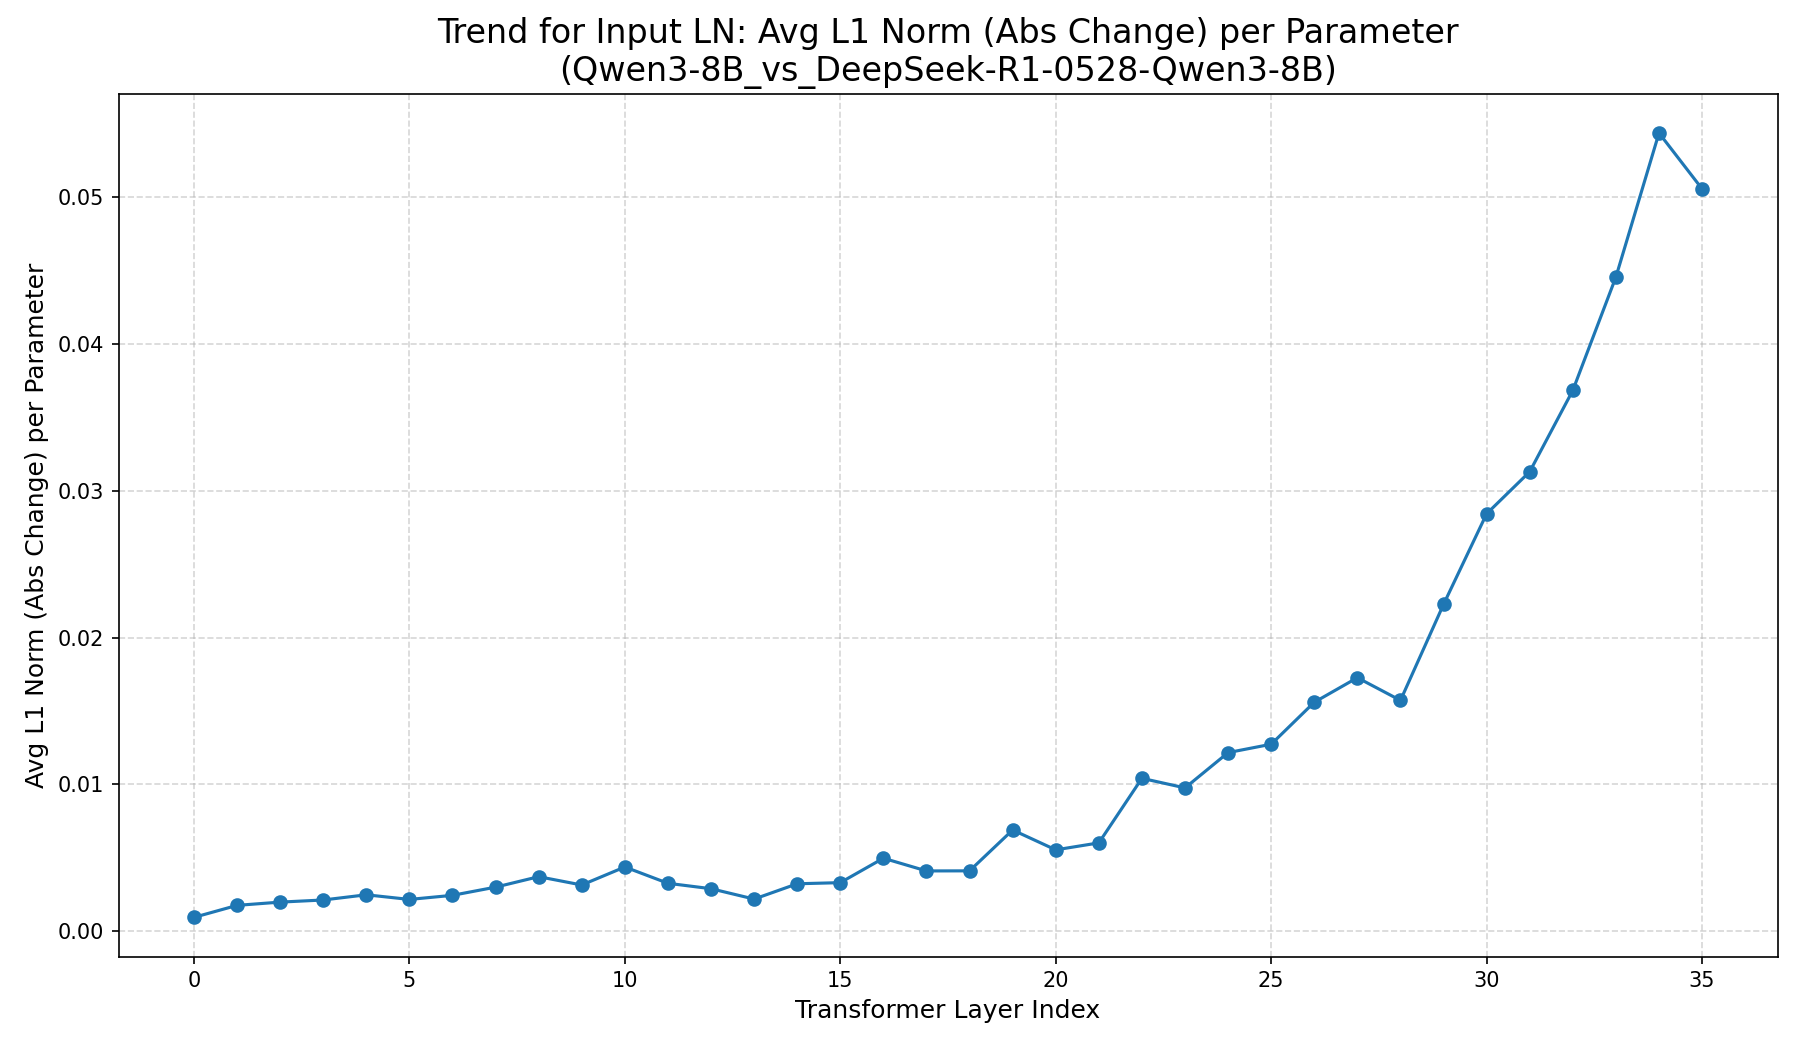 Trend for Input LN: Avg L1 Norm (Abs Change) per Parameter
(Qwen3-8B_vs_DeepSeek-R1-0528-Qwen3-8B)
Avg L1 Norm (Abs Change) per Parameter
0.05
0.04
0.03
0.02
0.01
0.00
0 5 10 15 20 25 30 35
Transformer Layer Index